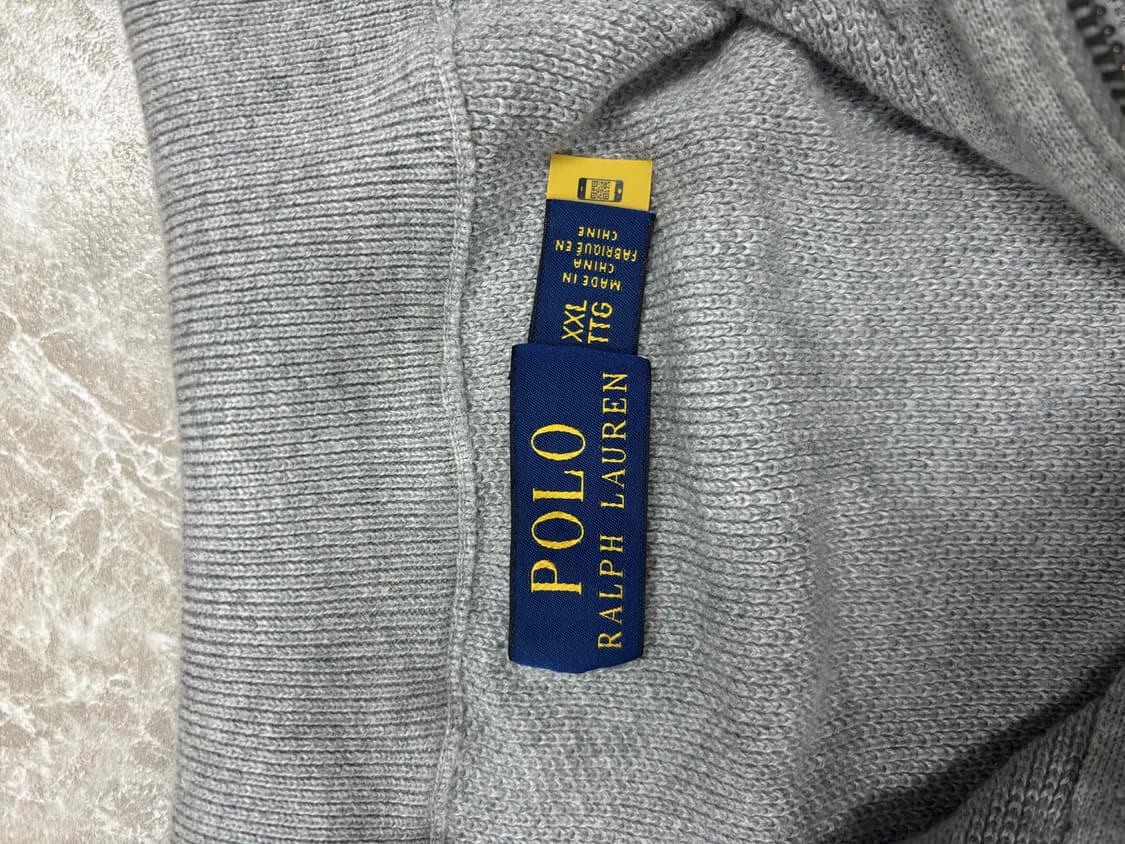 POLO
RALPH LAUREN
XXL
TTG
MADE IN
CHINA
FABRIQUÉ EN
CHINE